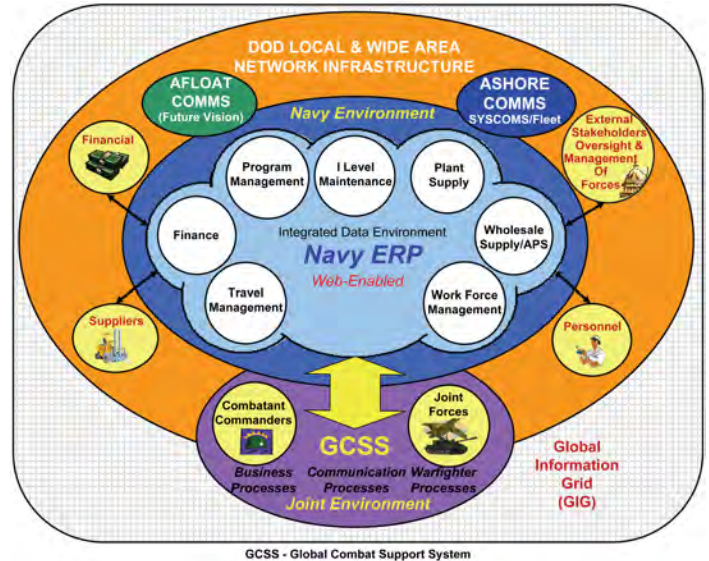 DOD LOCAL & WIDE AREA
NETWORK INFRASTRUCTURE
AFLOAT
COMMS
(Future Vision)
ASHORE
COMMS
SYSCOMS/Fleet
Navy Environment
Financial
External
Stakeholders
Oversight &
Management
Of
Forces
Program
Management
I Level
Maintenance
Plant
Supply
Finance
Integrated Data Environment
Navy ERP
Web-Enabled
Wholesale
Supply/APS
Travel
Management
Work Force
Management
Suppliers
Personnel
Combatant
Commanders
Joint
Forces
GCSS
Business
Processes
Communication
Processes
Warfighter
Processes
Joint Environment
Global
Information
Grid
(GIG)
GCSS - Global Combat Support System